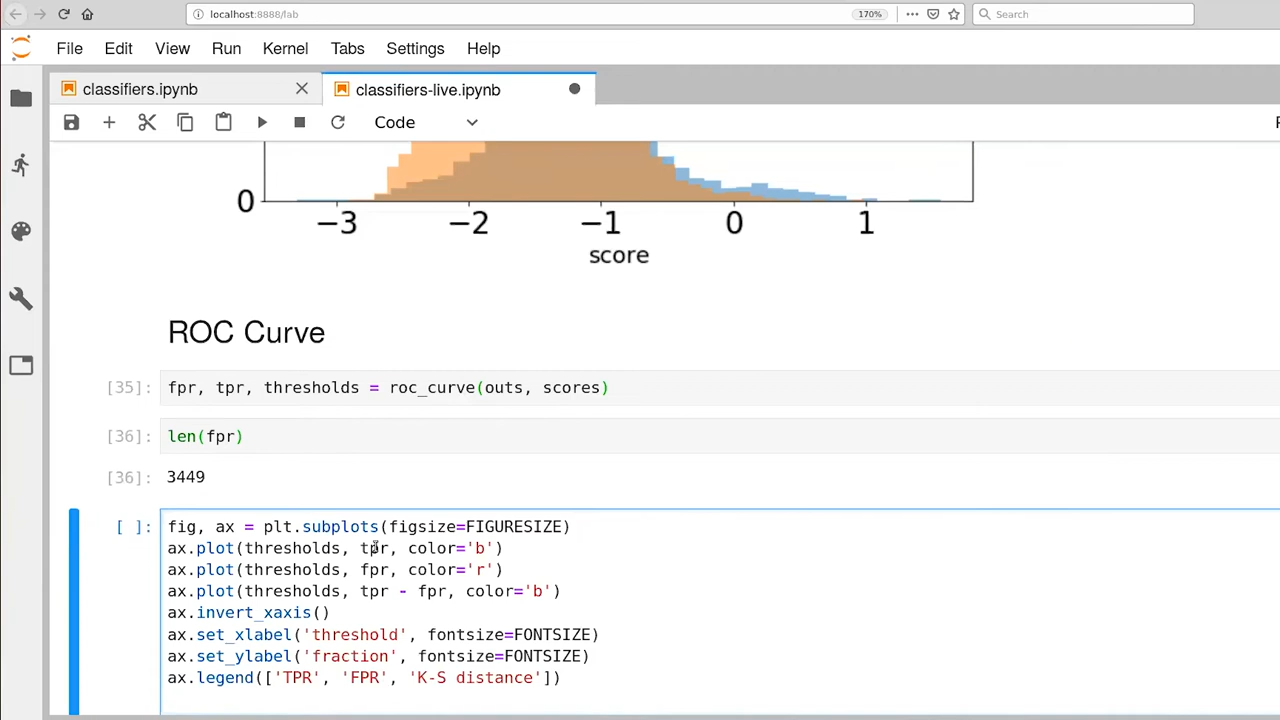 localhost:8888/lab
170%
Search
File Edit View Run Kernel Tabs Settings Help
classifiers.ipynb
classifiers-live.ipynb
Code
0
−3 −2 −1 0 1
score
ROC Curve
[35]: fpr, tpr, thresholds = roc_curve(outs, scores)
[36]: len(fpr)
[36]: 3449
[ ]: fig, ax = plt.subplots(figsize=FIGURESIZE)
ax.plot(thresholds, tpr, color='b')
ax.plot(thresholds, fpr, color='r')
ax.plot(thresholds, tpr - fpr, color='b')
ax.invert_xaxis()
ax.set_xlabel('threshold', fontsize=FONTSIZE)
ax.set_ylabel('fraction', fontsize=FONTSIZE)
ax.legend(['TPR', 'FPR', 'K-S distance'])